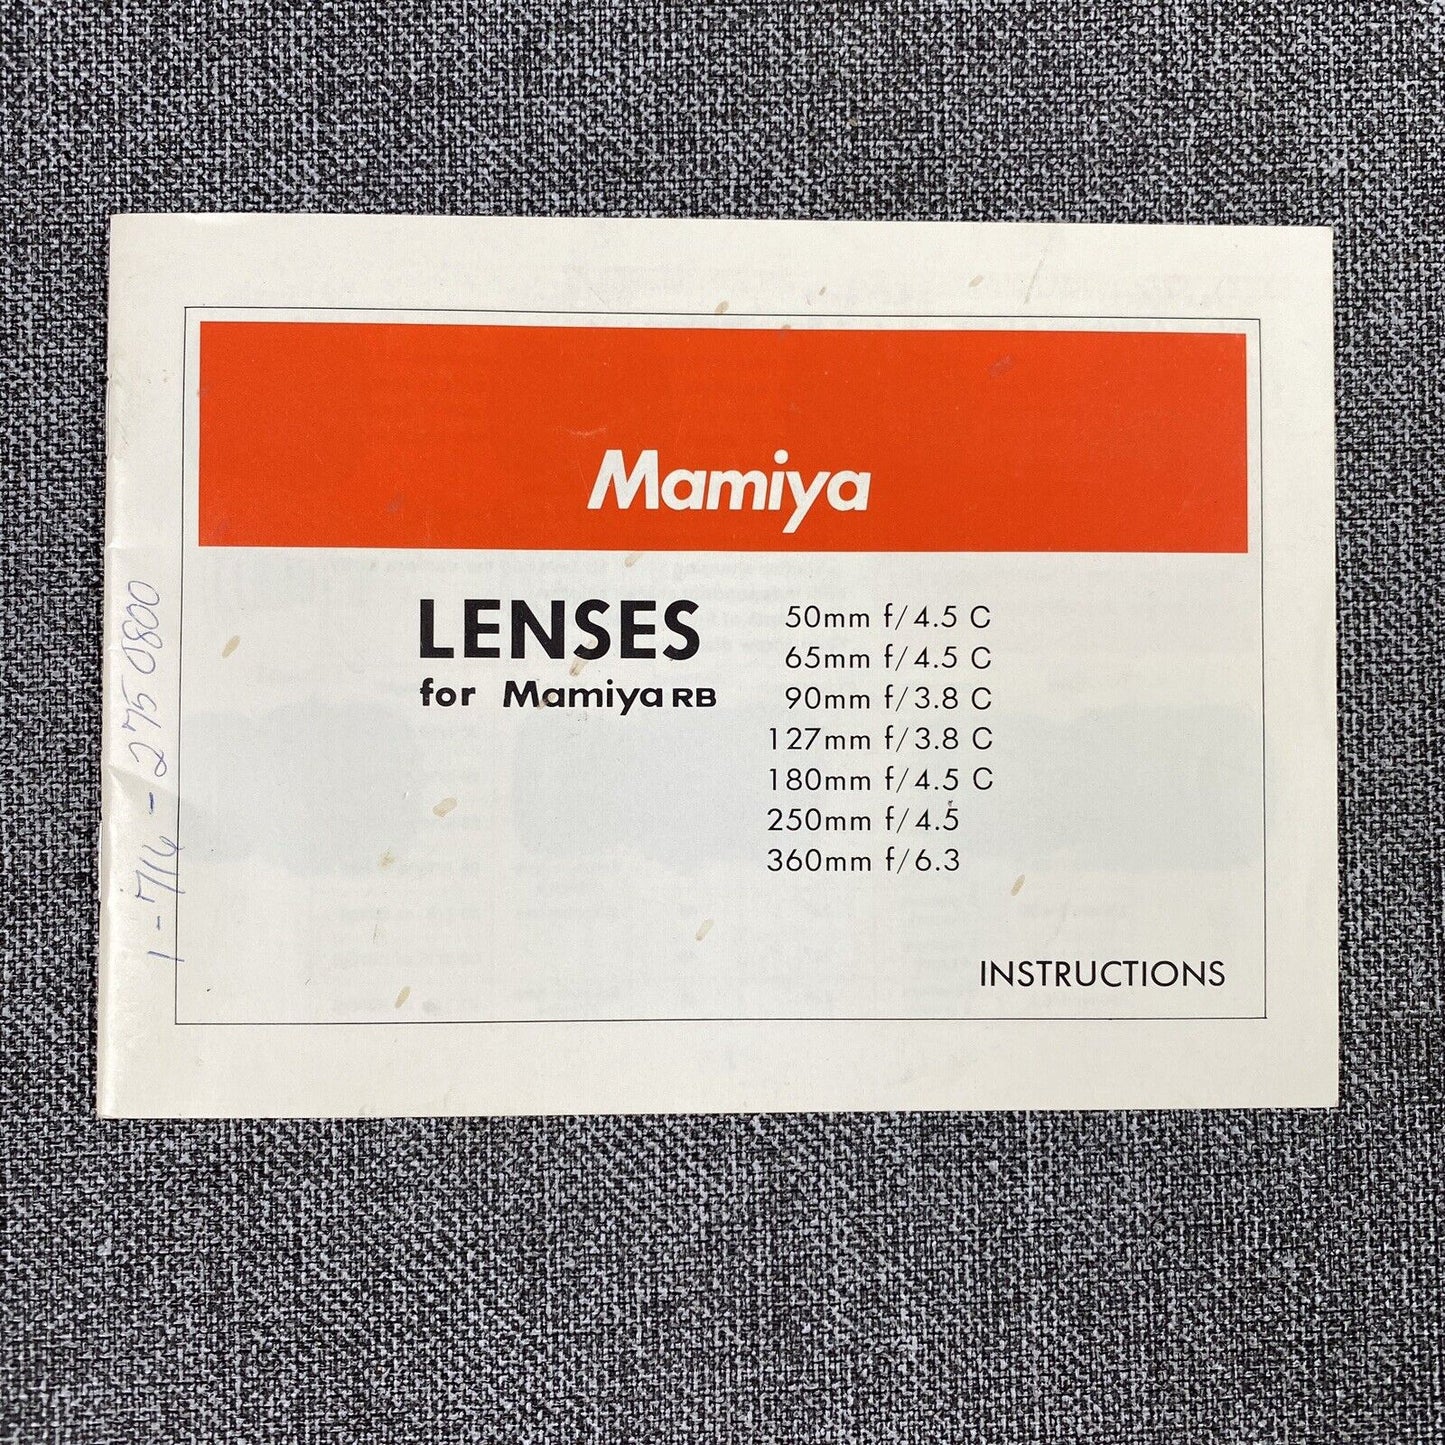 Mamiya
LENSES
for Mamiya RB
50mm f/4.5 C
65mm f/4.5 C
90mm f/3.8 C
127mm f/3.8 C
180mm f/4.5 C
250mm f/4.5
360mm f/6.3
INSTRUCTIONS
1-716-275 0800